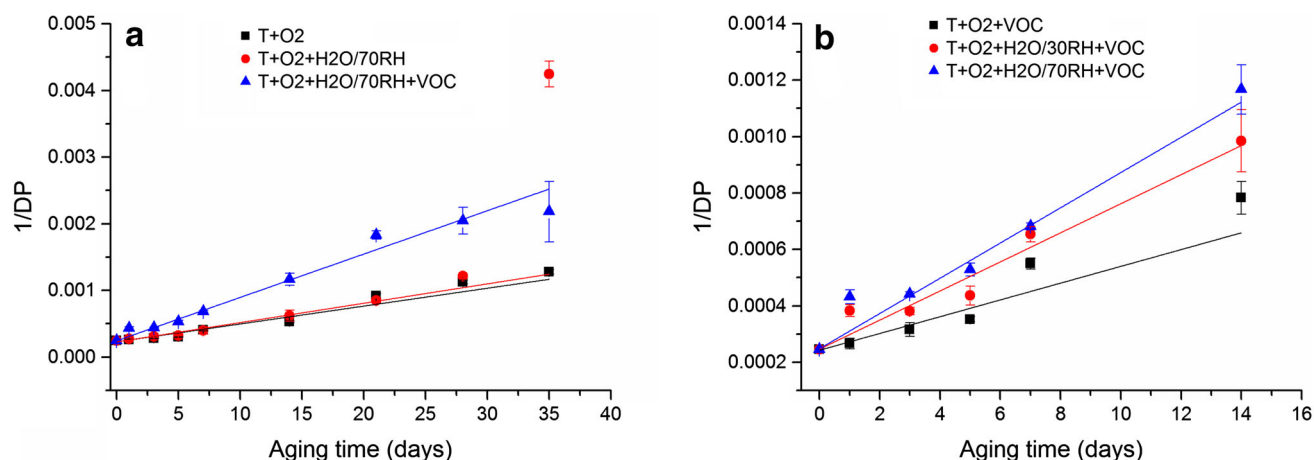 a
T+O2
T+O2+H2O/70RH
T+O2+H2O/70RH+VOC
0.005
0.004
0.003
0.002
0.001
0.000
1/DP
0 5 10 15 20 25 30 35 40
Aging time (days)
b
T+O2+VOC
T+O2+H2O/30RH+VOC
T+O2+H2O/70RH+VOC
0.0014
0.0012
0.0010
0.0008
0.0006
0.0004
0.0002
1/DP
0 2 4 6 8 10 12 14 16
Aging time (days)